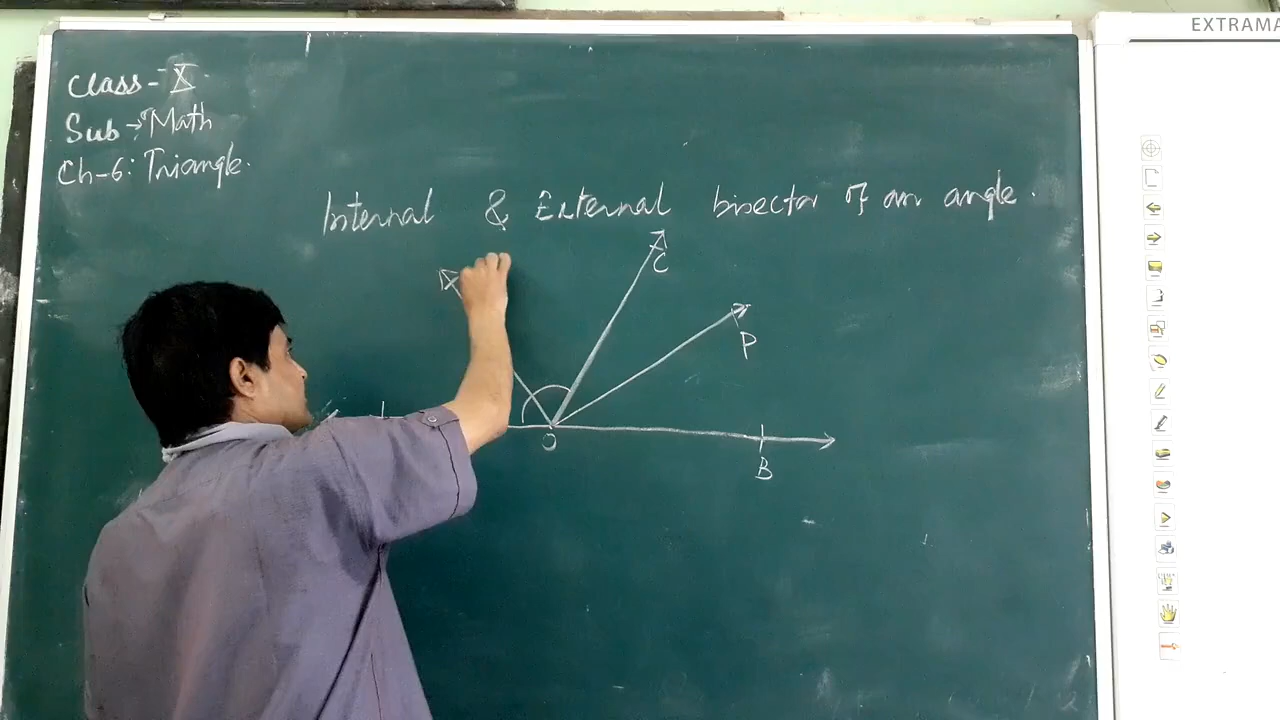 Class - X
Sub → Math
Ch-6: Triangle.
Internal & External bisector of an angle.
C
P
O
B
EXTRAMA